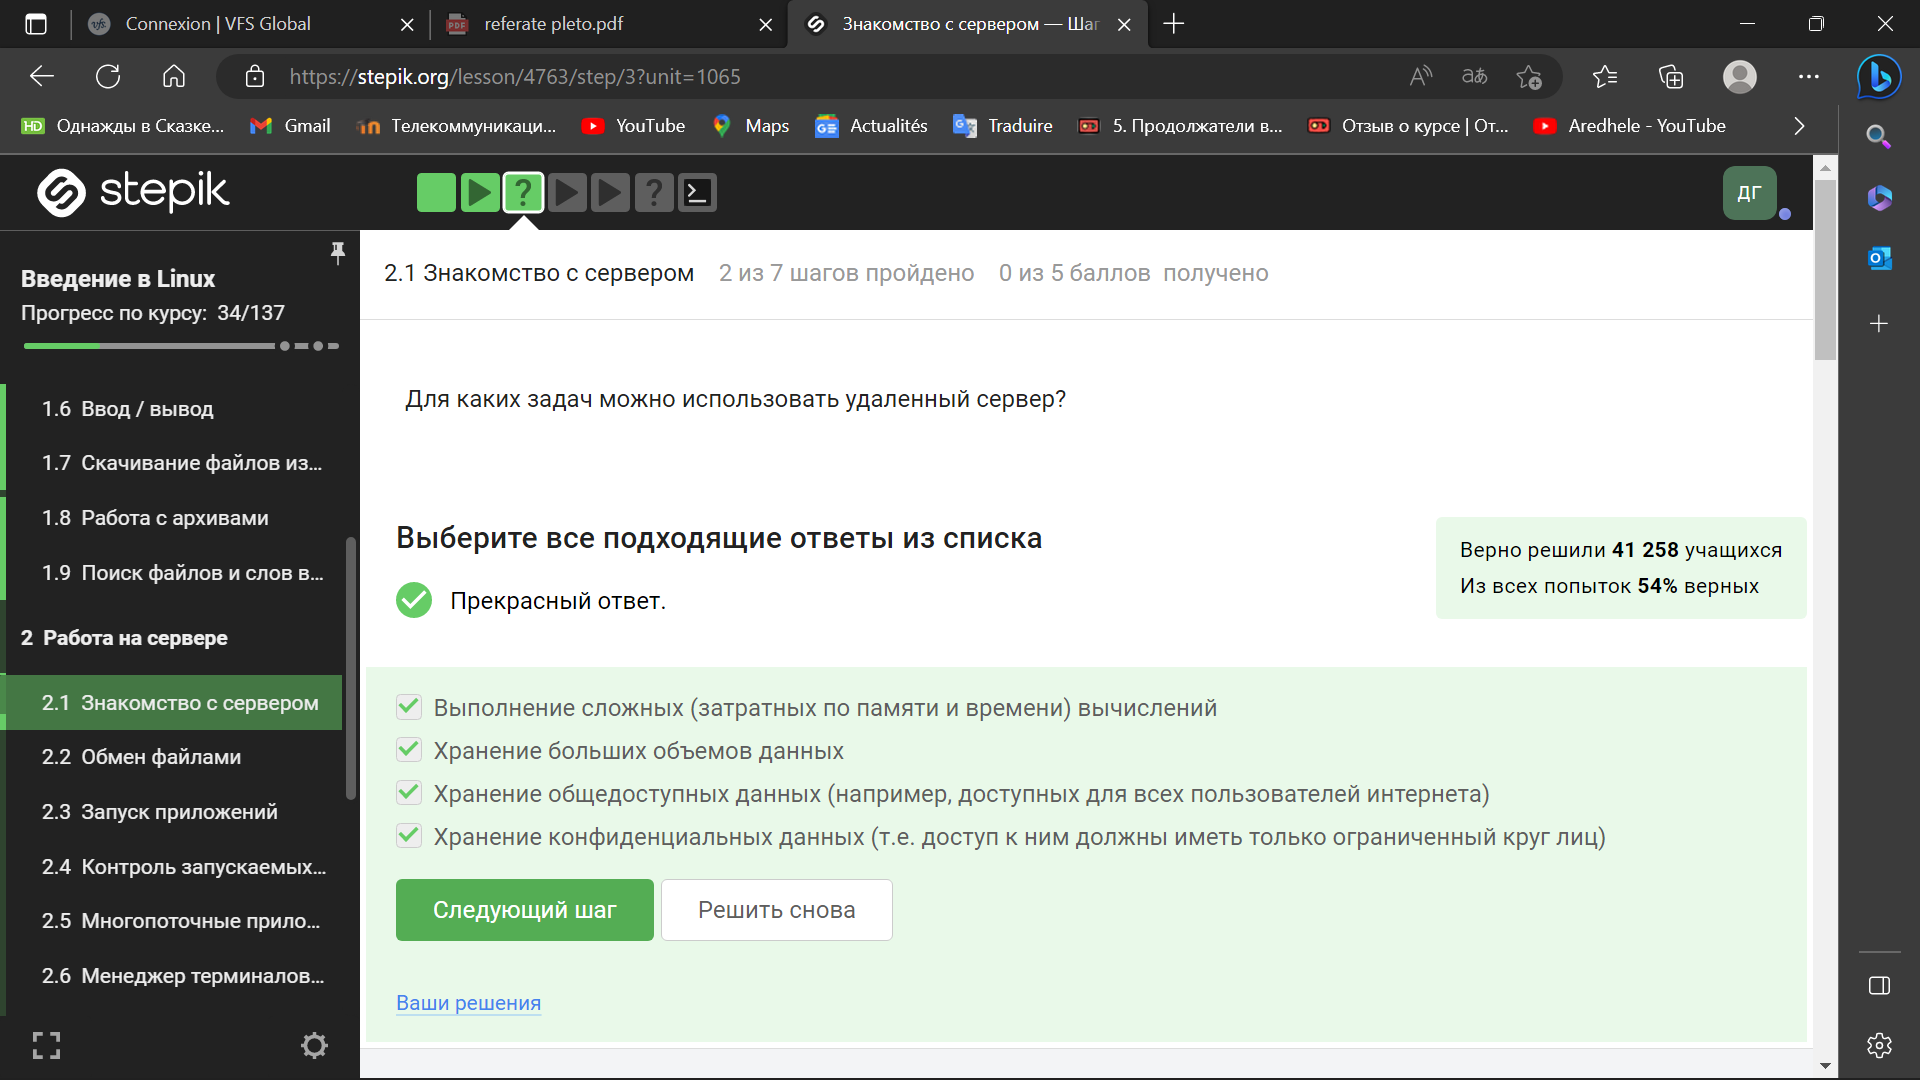 Connexion | VFS Global
referate pleto.pdf
Знакомство с сервером — Шаг
https://stepik.org/lesson/4763/step/3?unit=1065
Однажды в Сказке...
Gmail
Телекоммуникаци...
YouTube
Maps
Actualités
Traduire
5. Продолжатели в...
Отзыв о курсе | От...
Aredhele - YouTube
stepik
ДГ
Введение в Linux
Прогресс по курсу: 34/137
1.6 Ввод / вывод
1.7 Скачивание файлов из...
1.8 Работа с архивами
1.9 Поиск файлов и слов в...
2 Работа на сервере
2.1 Знакомство с сервером
2.2 Обмен файлами
2.3 Запуск приложений
2.4 Контроль запускаемых...
2.5 Многопоточные прило...
2.6 Менеджер терминалов...
2.1 Знакомство с сервером 2 из 7 шагов пройдено 0 из 5 баллов получено
Для каких задач можно использовать удаленный сервер?
Выберите все подходящие ответы из списка
Прекрасный ответ.
Верно решили 41 258 учащихся
Из всех попыток 54% верных
Выполнение сложных (затратных по памяти и времени) вычислений
Хранение больших объемов данных
Хранение общедоступных данных (например, доступных для всех пользователей интернета)
Хранение конфиденциальных данных (т.е. доступ к ним должны иметь только ограниченный круг лиц)
Следующий шаг
Решить снова
Ваши решения